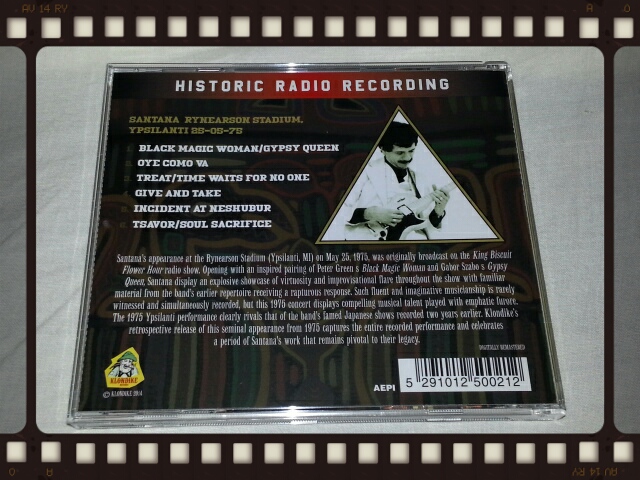 AU 14 RY
A
.O
HISTORIC RADIO RECORDING
SANTANA RYNEARSON STADIUM,
YPSILANTI 25-05-75
BLACK MAGIC WOMAN/GYPSY QUEEN
OYE COMO VA
TREAT/TIME WAITS FOR NO ONE
GIVE AND TAKE
INCIDENT AT NESHUBUR
TSAVOR/SOUL SACRIFICE
Santana's appearance at the Rynearson Stadium (Ypsilanti, MI) on May 25, 1975, was originally broadcast on the King Biscuit
Flower Hour radio show. Opening with an inspired pairing of Peter Green s Black Magic Woman and Gabor Szabo s Gypsy
Queen, Santana display an explosive showcase of virtuosity and improvisational flare throughout the show with familiar
material from the band's earlier repertoire receiving a rapturous response. Such fluent and imaginative musicianship is rarely
witnessed and simultaneously recorded, but this 1975 concert displays compelling musical talent played with emphatic furore.
The 1975 Ypsilanti performance clearly rivals that of the band's famed Japanese shows recorded two years earlier. Klondike's
retrospective release of this seminal appearance from 1975 captures the entire recorded performance and celebrates
a period of Santana's work that remains pivotal to their legacy.
DIGITALLY REMASTERED
KLONDIKE
© KLONDIKE 2014
AEPI
5 291012 500212
O
A
AU 14 RY